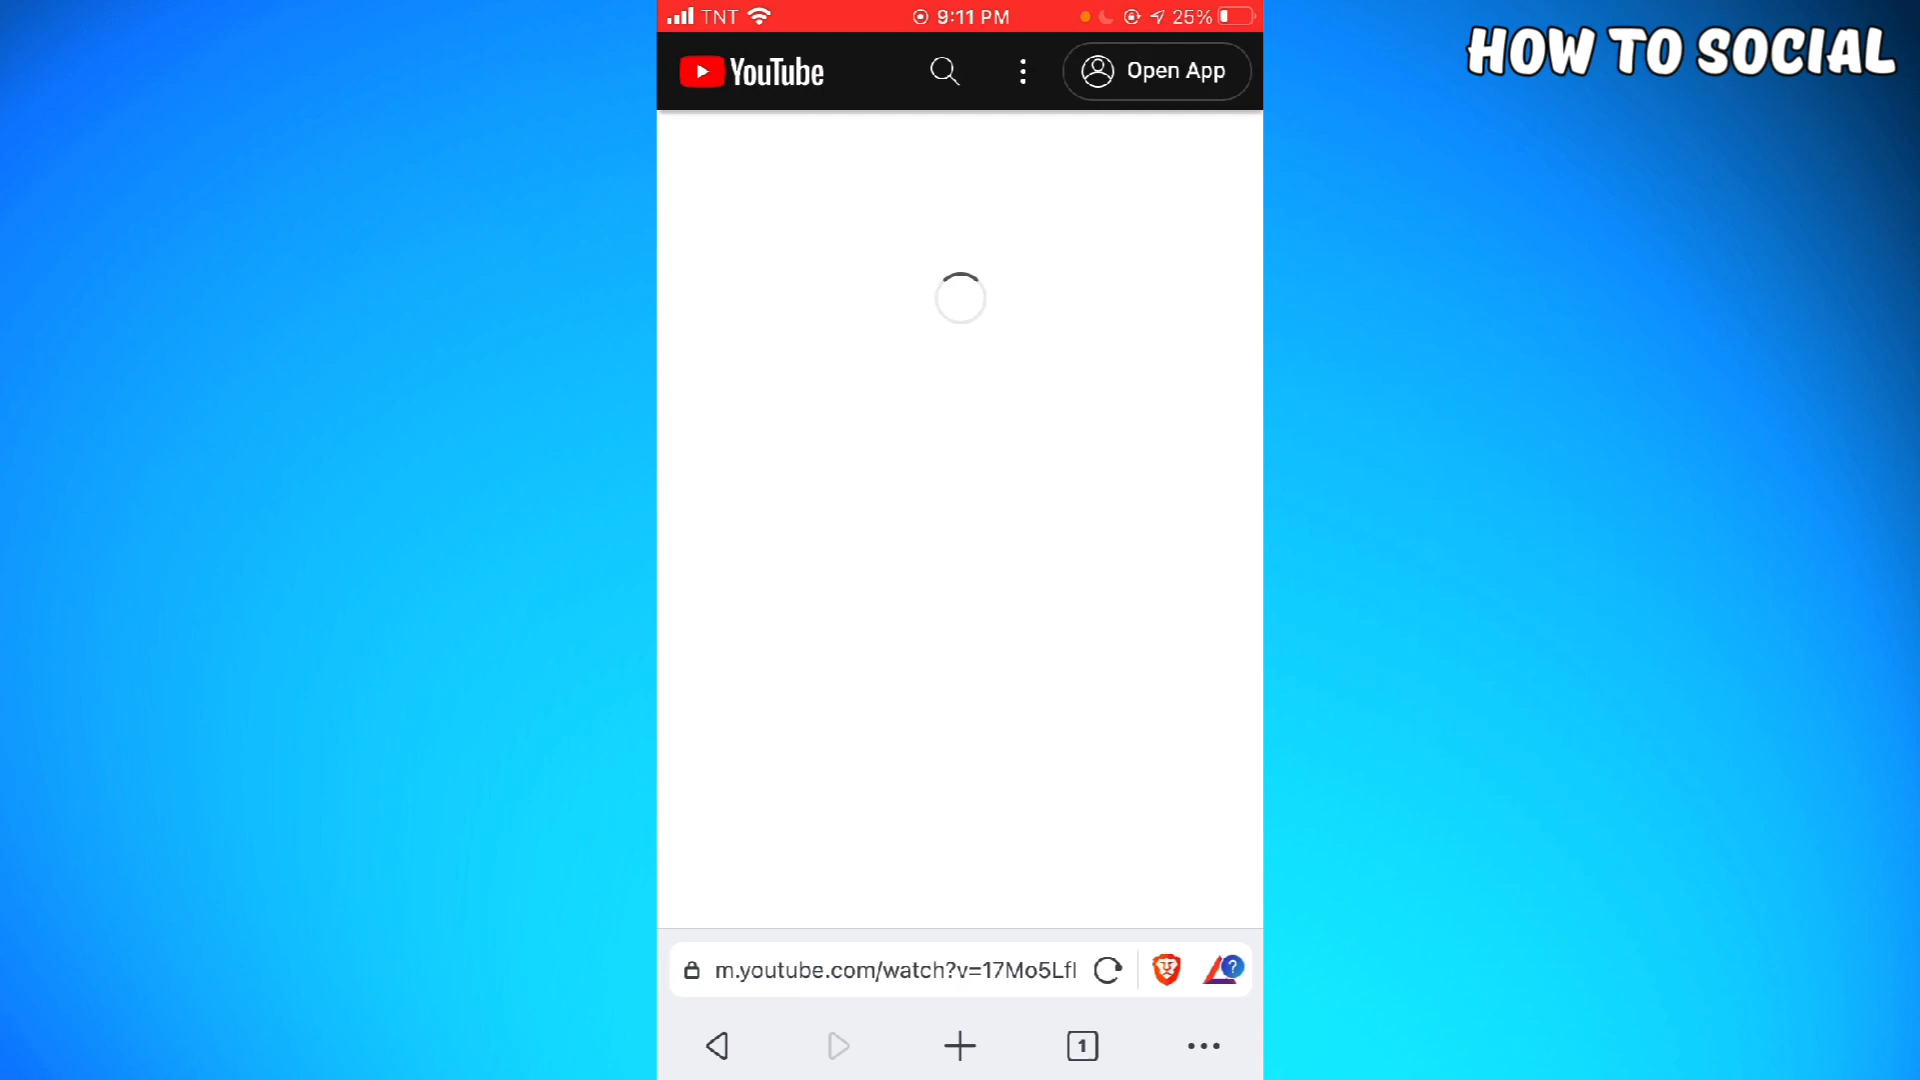 HOW TO SOCIAL
TNT 9:11 PM 25%
YouTube Open App
m.youtube.com/watch?v=17Mo5Lfl
?
1